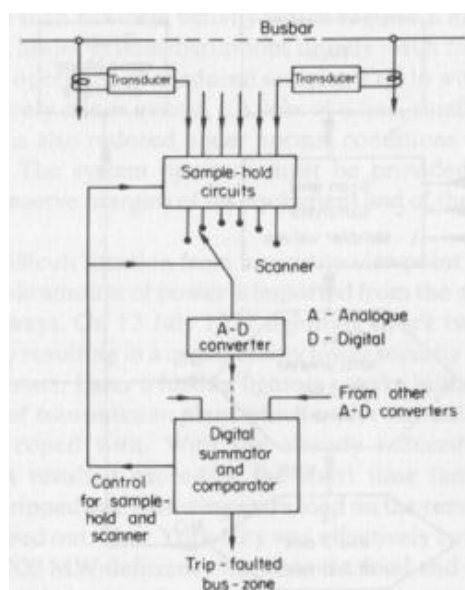 Busbar
Transducer
Transducer
Sample-hold
circuits
Scanner
A-D
converter
A - Analogue
D - Digital
From other
A-D converters
Digital
summator
and
comparator
Control
for sample-
hold and
scanner
Trip-faulted
bus-zone